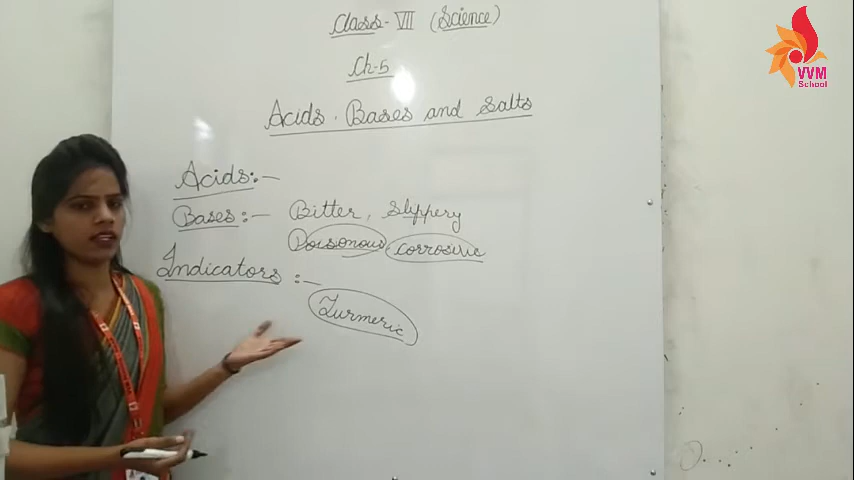 Class - VII (Science)
Ch-5
Acids, Bases and Salts
Acids:-
Bases:- Bitter, Slippery
Poisonous, corrosive
Indicators:-
Turmeric
VVM
School